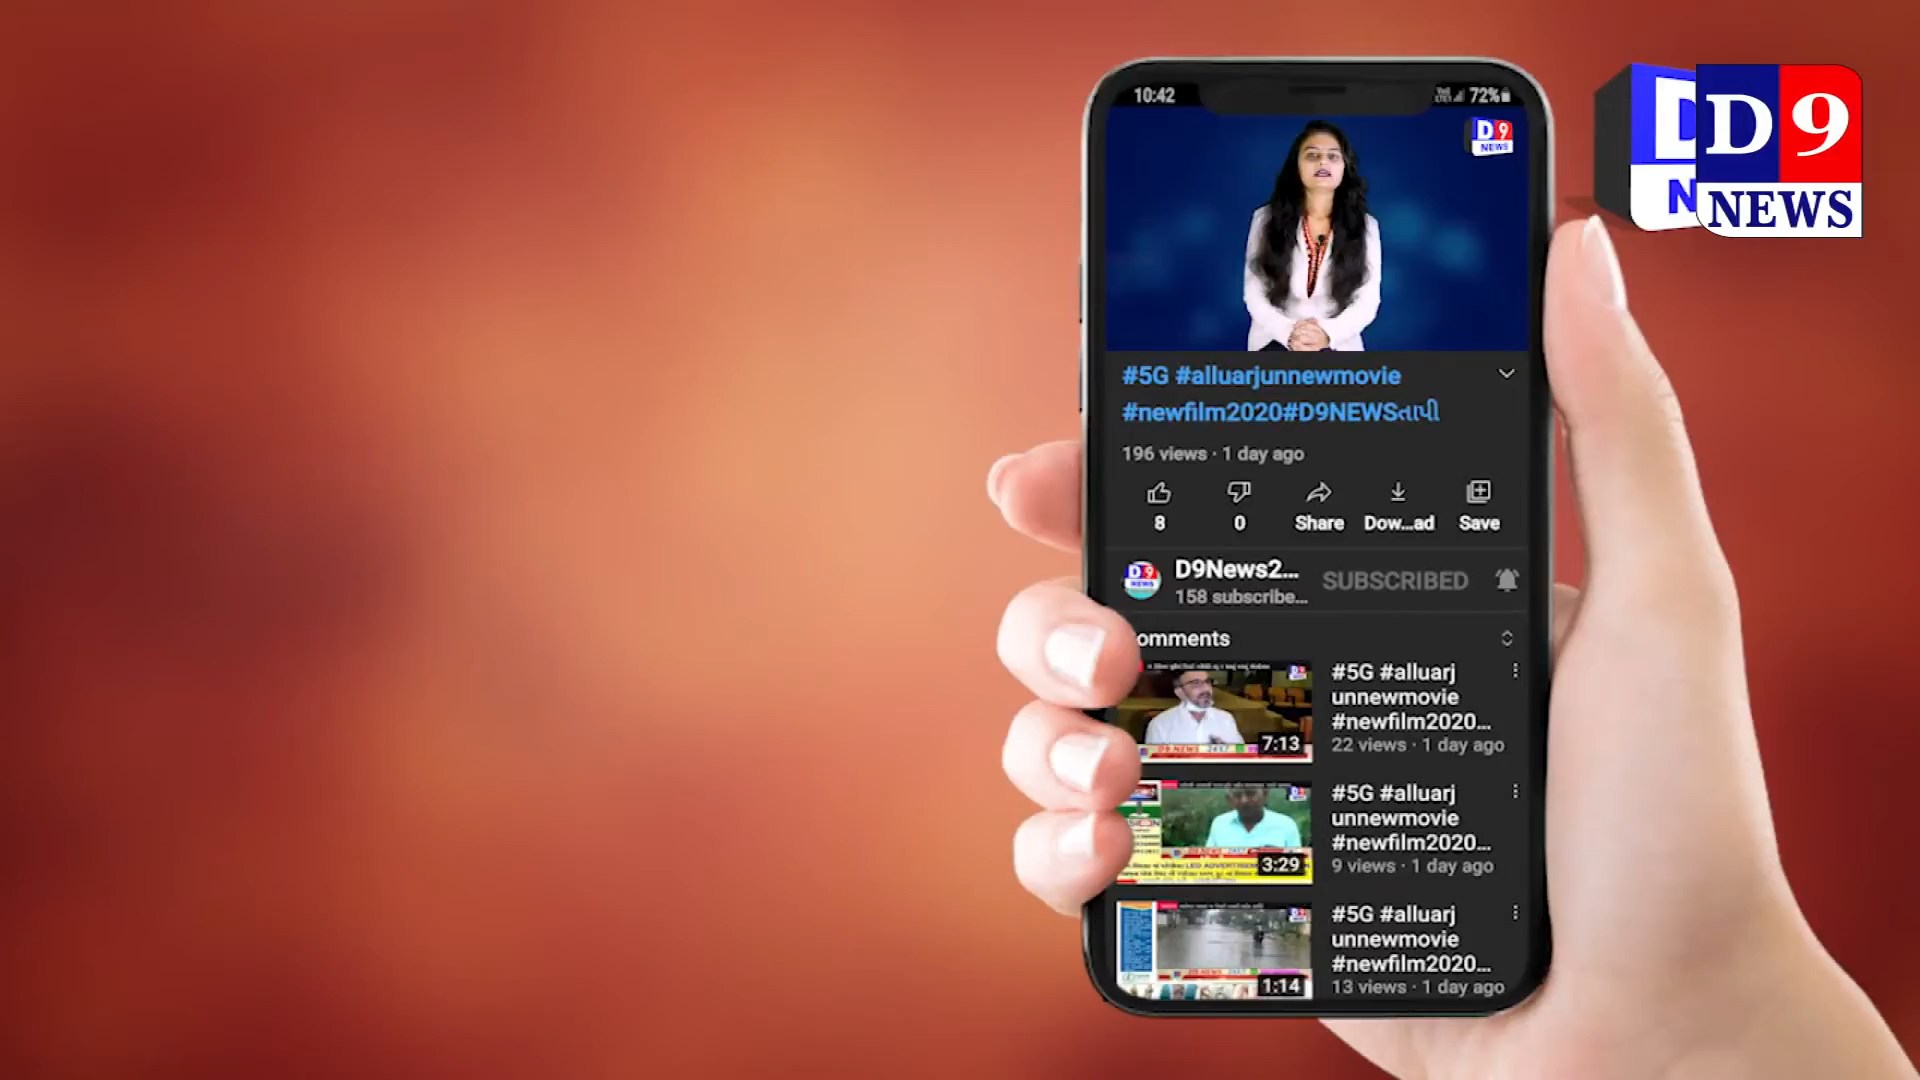 10:42
72%
D9
NEWS
D
N
D9
NEWS
#5G #alluarjunnewmovie
#newfilm2020#D9NEWSતાપી
196 views · 1 day ago
8
0
Share
Dow...ad
Save
D9News2...
158 subscribe...
SUBSCRIBED
D9
NEWS
omments
#5G #alluarj
unnewmovie
#newfilm2020...
22 views · 1 day ago
7:13
#5G #alluarj
unnewmovie
#newfilm2020...
9 views · 1 day ago
3:29
#5G #alluarj
unnewmovie
#newfilm2020...
13 views · 1 day ago
1:14